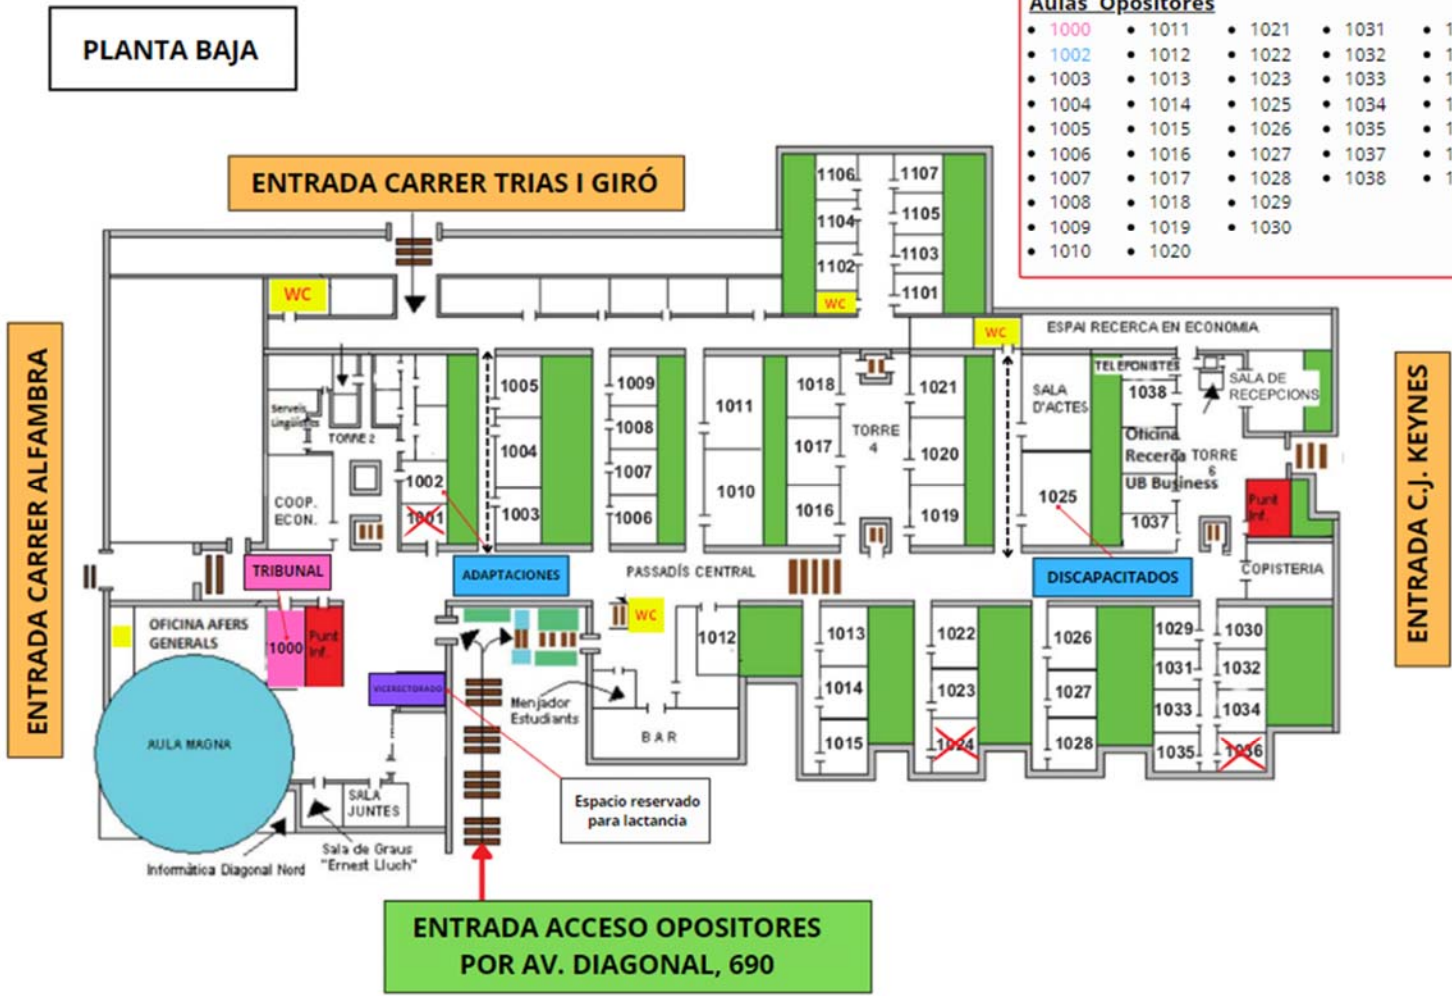 PLANTA BAJA
Aulas Opositores
1000
1002
1003
1004
1005
1006
1007
1008
1009
1010
1011
1012
1013
1014
1015
1016
1017
1018
1019
1020
1021
1022
1023
1025
1026
1027
1028
1029
1030
1031
1032
1033
1034
1035
1037
1038
ENTRADA CARRER TRIAS I GIRÓ
ENTRADA CARRER ALFAMBRA
ENTRADA C.J. KEYNES
1106
1107
1104
1105
1102
1103
1101
WC
WC
WC
ESPAI RECERCA EN ECONOMIA
Serveis
Lingüístics
TORRE 2
COOP.
ECON.
1002
1001
1005
1004
1003
1009
1008
1007
1006
1011
1010
1018
1017
1016
TORRE
4
1021
1020
1019
SALA
D'ACTES
1025
TELEFONISTES
1038
Oficina
Recerca
UB Business
1037
TORRE
6
SALA DE
RECEPCIONS
Punt
Inf.
COPISTERIA
TRIBUNAL
ADAPTACIONES
PASSADÍS CENTRAL
DISCAPACITADOS
OFICINA AFERS
GENERALS
1000
Punt
Inf.
VICERECTORADO
AULA MAGNA
SALA
JUNTES
Sala de Graus
"Ernest Lluch"
Informàtica Diagonal Nord
Menjador
Estudiants
WC
BAR
1012
1013
1014
1015
1022
1023
1024
1026
1027
1028
1029
1030
1031
1032
1033
1034
1035
1036
Espacio reservado
para lactancia
ENTRADA ACCESO OPOSITORES
POR AV. DIAGONAL, 690